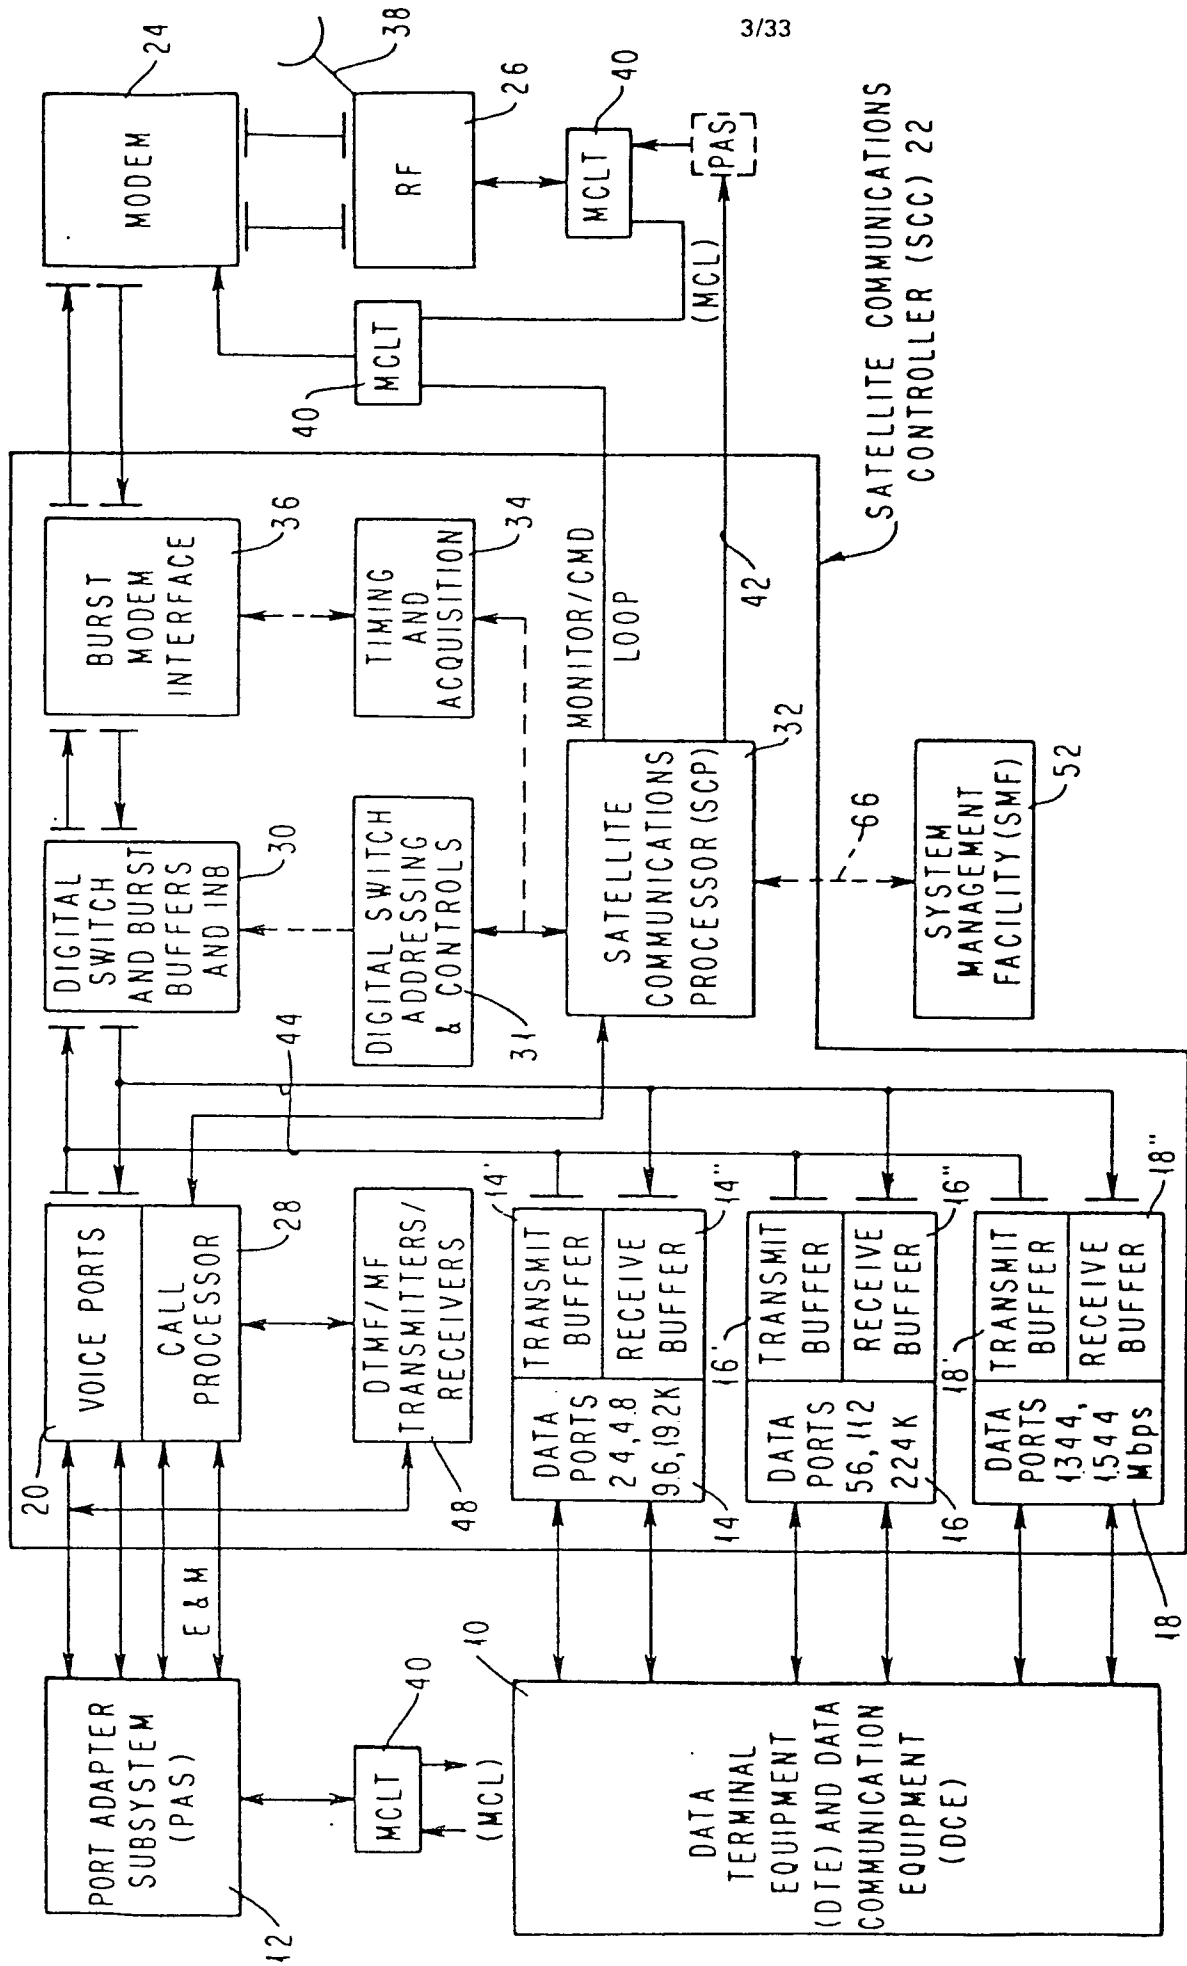 3/33
PORT ADAPTER
SUBSYSTEM
(PAS)
12
E & M
MCLT
40
(MCL)
DATA
TERMINAL
EQUIPMENT
(DTE) AND DATA
COMMUNICATION
EQUIPMENT
(DCE)
10
20
VOICE PORTS
CALL
PROCESSOR
28
DTMF/MF
TRANSMITTERS/
RECEIVERS
48
DATA
PORTS
2.4, 4.8
9.6, 19.2K
14
TRANSMIT
BUFFER
14'
RECEIVE
BUFFER
14"
DATA
PORTS
56, 112
224K
16
TRANSMIT
BUFFER
16'
RECEIVE
BUFFER
16"
DATA
PORTS
1.344,
1.544
Mbps
18
TRANSMIT
BUFFER
18'
RECEIVE
BUFFER
18"
44
DIGITAL
SWITCH
AND BURST
BUFFERS
AND INB
30
DIGITAL SWITCH
ADDRESSING
& CONTROLS
31
SATELLITE
COMMUNICATIONS
PROCESSOR (SCP)
32
66
SYSTEM
MANAGEMENT
FACILITY (SMF)
52
BURST
MODEM
INTERFACE
36
TIMING
AND
ACQUISITION
34
MONITOR/CMD
LOOP
42
SATELLITE COMMUNICATIONS
CONTROLLER (SCC) 22
MODEM
24
38
RF
26
MCLT
40
MCLT
40
(MCL)
PAS